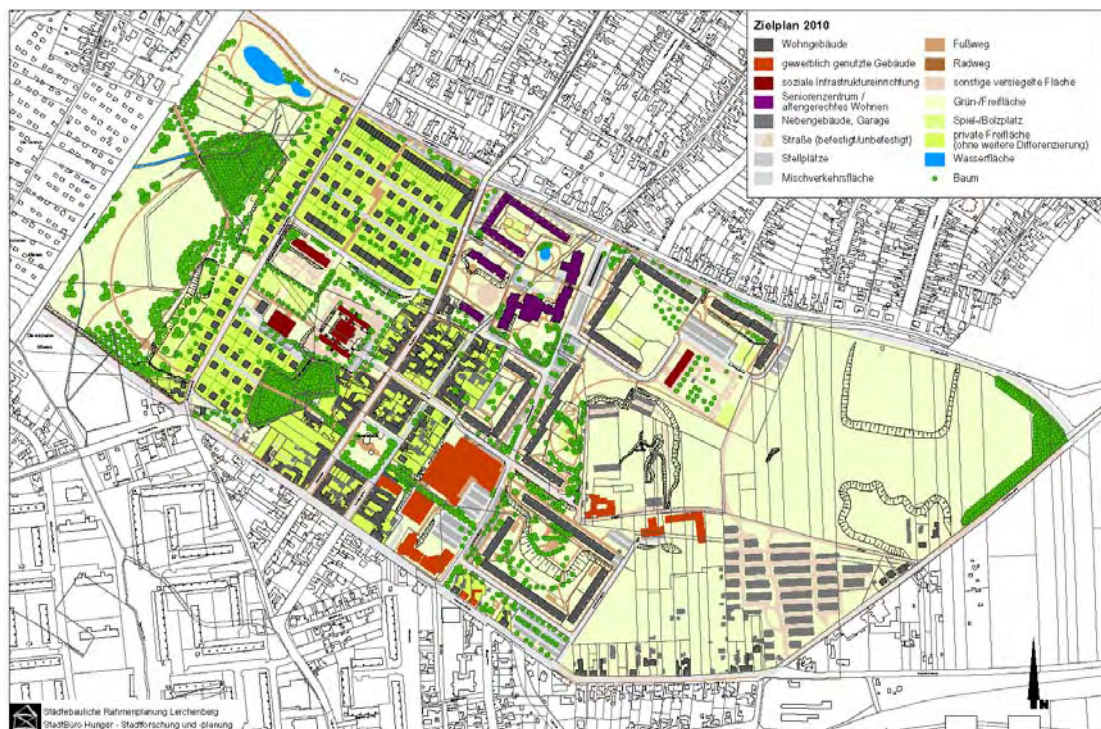 Zielplan 2010
Wohngebäude
gewerblich genutzte Gebäude
soziale Infrastruktureinrichtung
Seniorenzentrum /
altengerechtes Wohnen
Nebengebäude, Garage
Straße (befestigt/unbefestigt)
Stellplätze
Mischverkehrsfläche
Fußweg
Radweg
sonstige versiegelte Fläche
Grün-/Freifläche
Spiel-/Bolzplatz
private Freifläche
(ohne weitere Differenzierung)
Wasserfläche
Baum
N
Städtebauliche Rahmenplanung Lerchenberg
StadtBüro Hunger - Stadtforschung und -planung